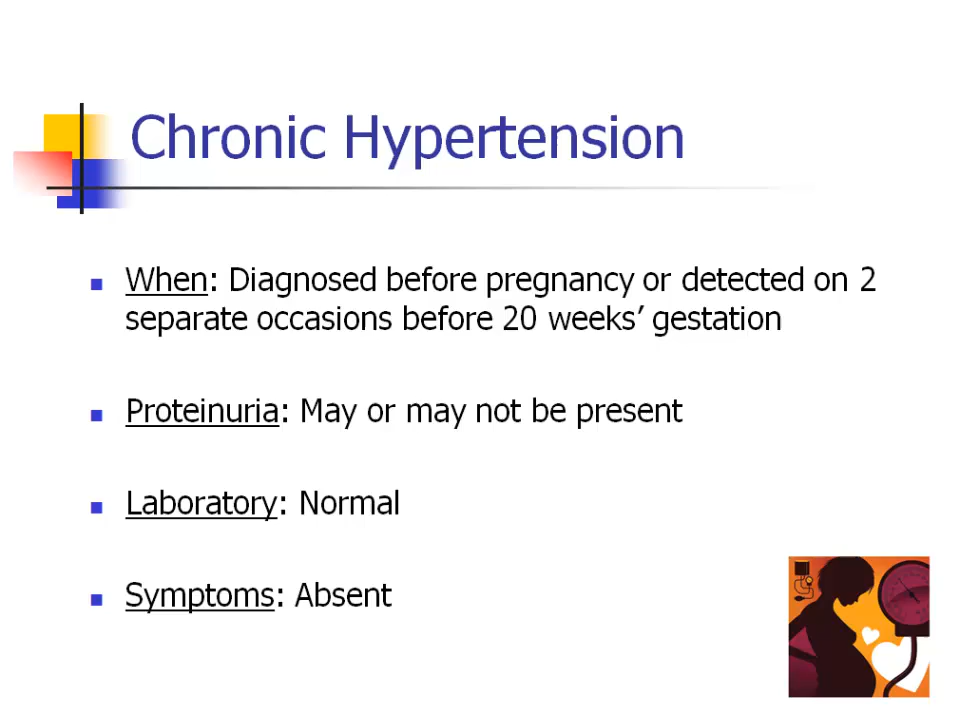 Chronic Hypertension
When: Diagnosed before pregnancy or detected on 2
separate occasions before 20 weeks’ gestation
Proteinuria: May or may not be present
Laboratory: Normal
Symptoms: Absent